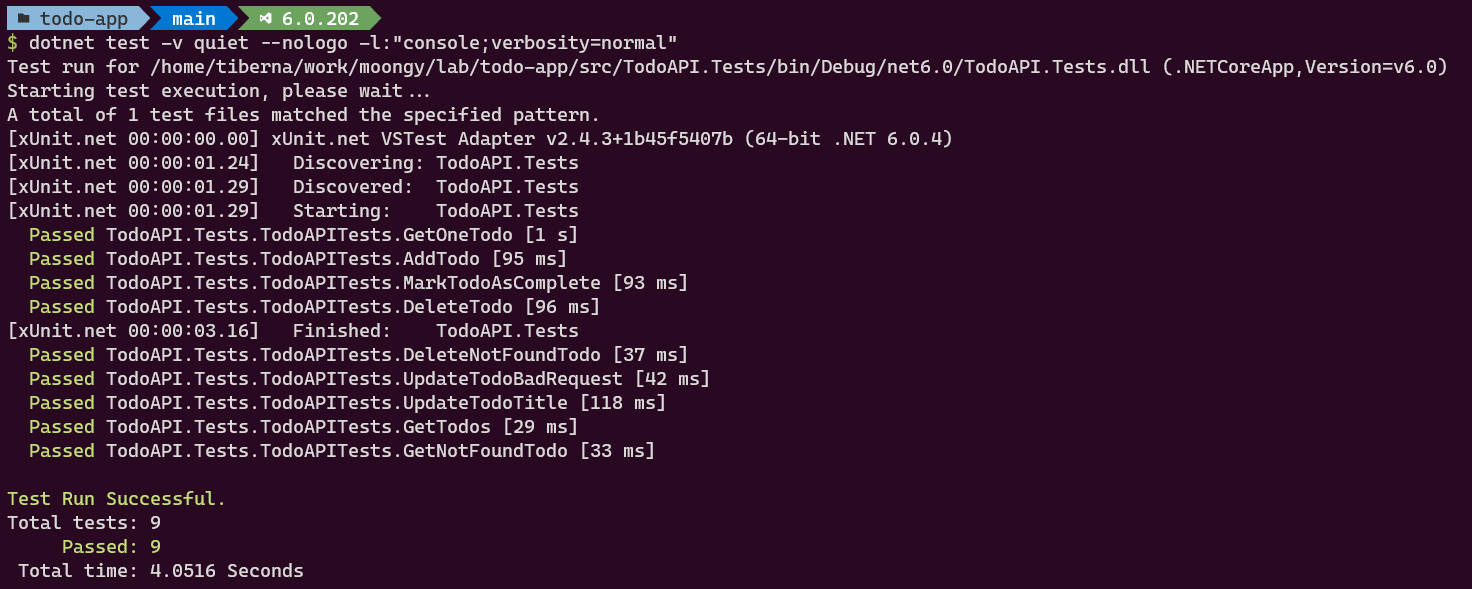 todo-app main 6.0.202
$ dotnet test -v quiet --nologo -l:"console;verbosity=normal"
Test run for /home/tiberna/work/moongy/lab/todo-app/src/TodoAPI.Tests/bin/Debug/net6.0/TodoAPI.Tests.dll (.NETCoreApp,Version=v6.0)
Starting test execution, please wait...
A total of 1 test files matched the specified pattern.
[xUnit.net 00:00:00.00] xUnit.net VSTest Adapter v2.4.3+1b45f5407b (64-bit .NET 6.0.4)
[xUnit.net 00:00:01.24]   Discovering: TodoAPI.Tests
[xUnit.net 00:00:01.29]   Discovered:  TodoAPI.Tests
[xUnit.net 00:00:01.29]   Starting:    TodoAPI.Tests
  Passed TodoAPI.Tests.TodoAPITests.GetOneTodo [1 s]
  Passed TodoAPI.Tests.TodoAPITests.AddTodo [95 ms]
  Passed TodoAPI.Tests.TodoAPITests.MarkTodoAsComplete [93 ms]
  Passed TodoAPI.Tests.TodoAPITests.DeleteTodo [96 ms]
[xUnit.net 00:00:03.16]   Finished:    TodoAPI.Tests
  Passed TodoAPI.Tests.TodoAPITests.DeleteNotFoundTodo [37 ms]
  Passed TodoAPI.Tests.TodoAPITests.UpdateTodoBadRequest [42 ms]
  Passed TodoAPI.Tests.TodoAPITests.UpdateTodoTitle [118 ms]
  Passed TodoAPI.Tests.TodoAPITests.GetTodos [29 ms]
  Passed TodoAPI.Tests.TodoAPITests.GetNotFoundTodo [33 ms]
Test Run Successful.
Total tests: 9
     Passed: 9
 Total time: 4.0516 Seconds